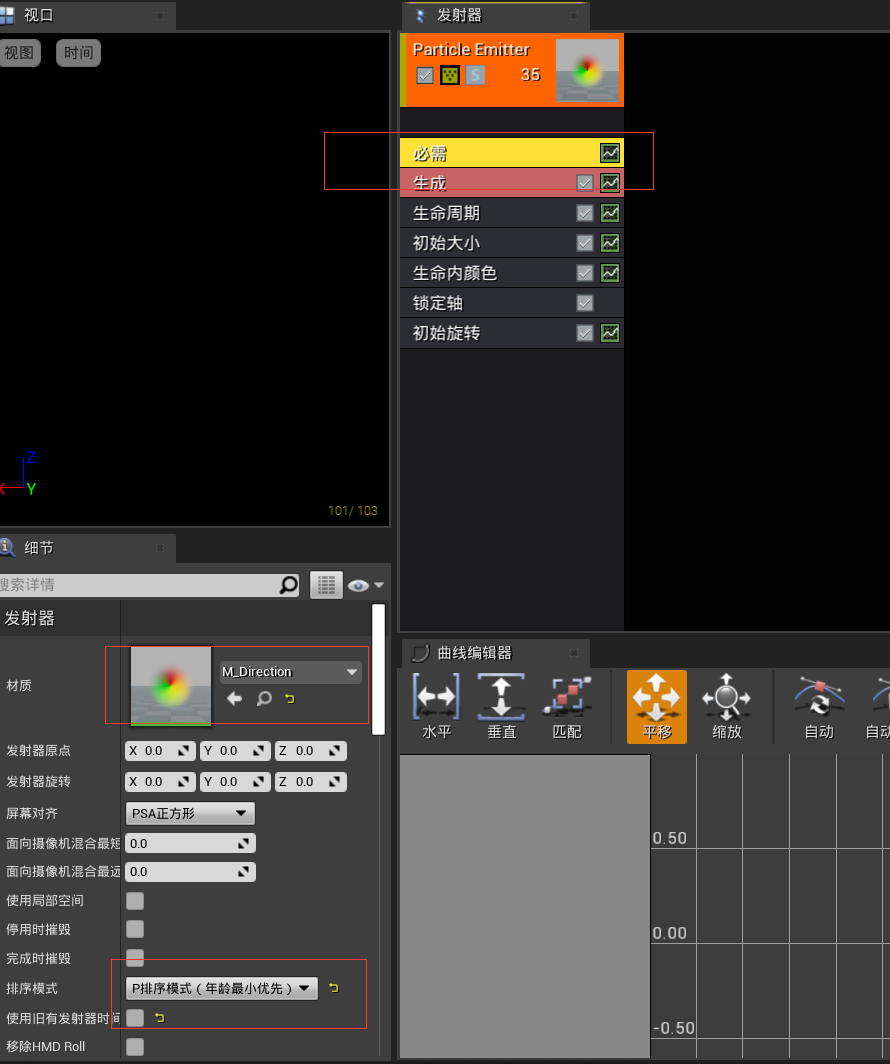 视口
视图
时间
Z
X
Y
101/ 103
发射器
Particle Emitter
S
35
必需
生成
生命周期
初始大小
生命内颜色
锁定轴
初始旋转
细节
搜索详情
发射器
材质
M_Direction
发射器原点
X 0.0
Y 0.0
Z 0.0
发射器旋转
X 0.0
Y 0.0
Z 0.0
屏幕对齐
PSA正方形
面向摄像机混合最短
0.0
面向摄像机混合最远
0.0
使用局部空间
停用时摧毁
完成时摧毁
排序模式
P排序模式（年龄最小优先）
使用旧有发射器时间
移除HMD Roll
曲线编辑器
水平
垂直
匹配
平移
缩放
自动
自动
0.50
0.00
-0.50